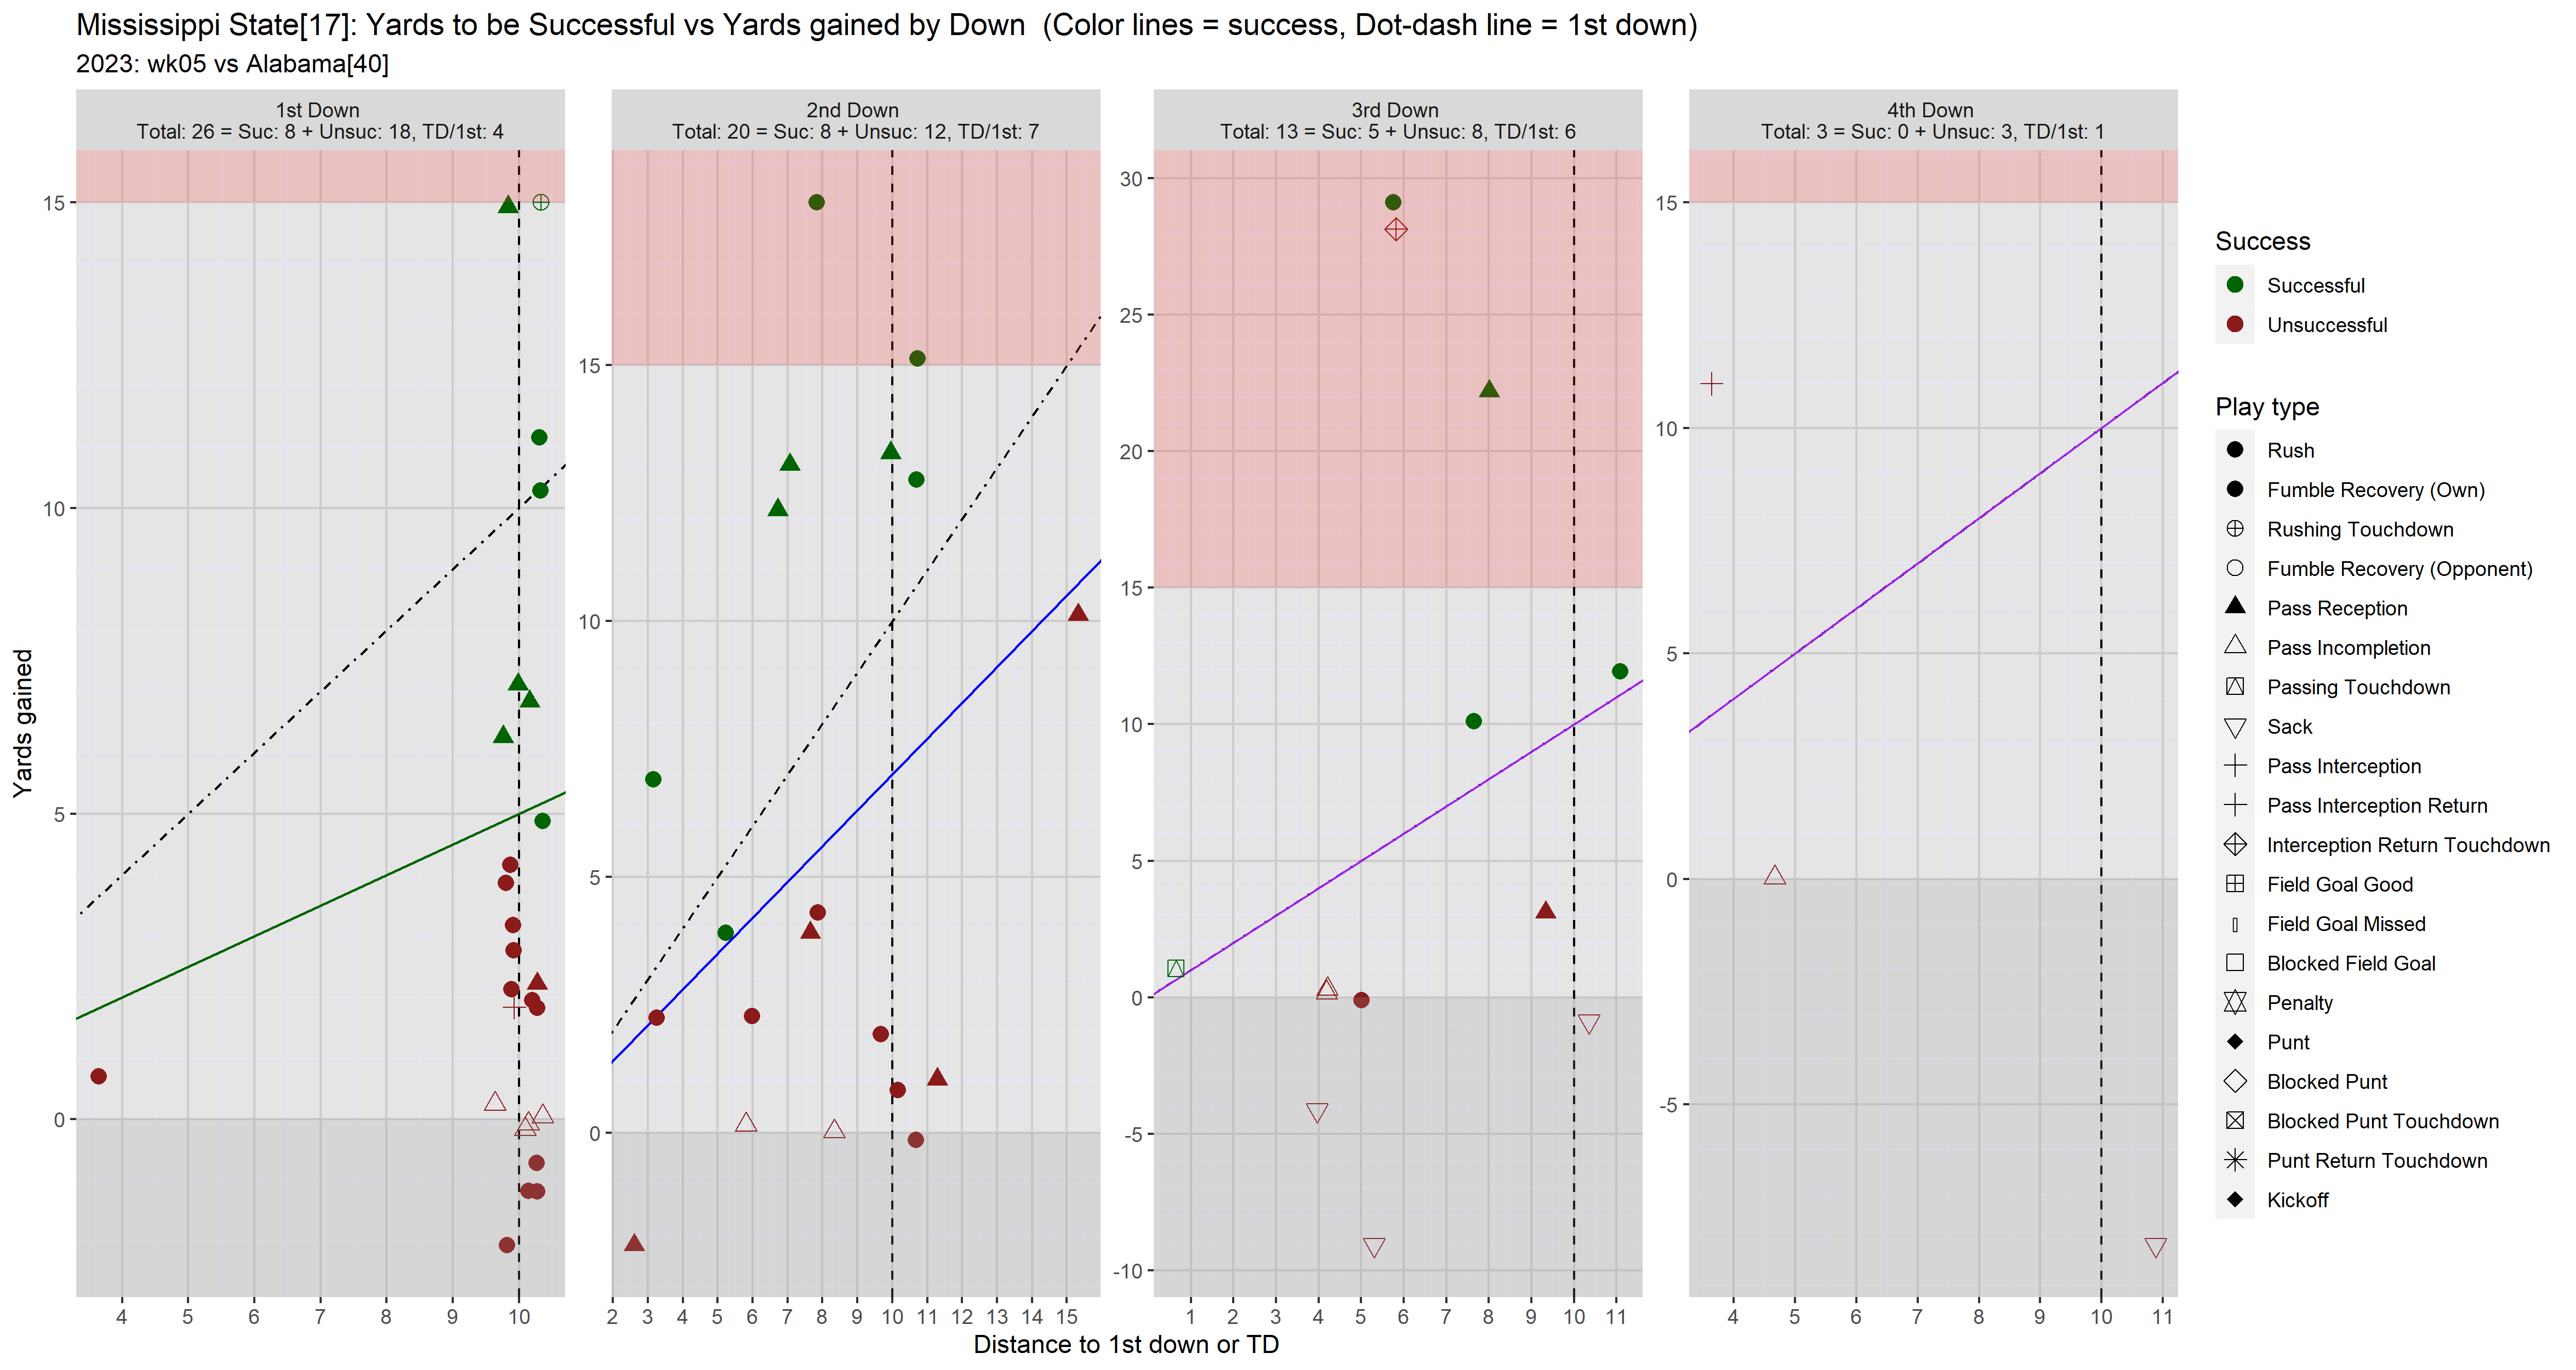 Mississippi State[17]: Yards to be Successful vs Yards gained by Down  (Color lines = success, Dot-dash line = 1st down)
2023: wk05 vs Alabama[40]
1st Down
Total: 26 = Suc: 8 + Unsuc: 18, TD/1st: 4
2nd Down
Total: 20 = Suc: 8 + Unsuc: 12, TD/1st: 7
3rd Down
Total: 13 = Suc: 5 + Unsuc: 8, TD/1st: 6
4th Down
Total: 3 = Suc: 0 + Unsuc: 3, TD/1st: 1
Yards gained
15
10
5
0
4 5 6 7 8 9 10
15
10
5
0
2 3 4 5 6 7 8 9 10 11 12 13 14 15
30
25
20
15
10
5
0
-5
-10
1 2 3 4 5 6 7 8 9 10 11
15
10
5
0
-5
4 5 6 7 8 9 10 11
Distance to 1st down or TD
Success
Successful
Unsuccessful
Play type
Rush
Fumble Recovery (Own)
Rushing Touchdown
Fumble Recovery (Opponent)
Pass Reception
Pass Incompletion
Passing Touchdown
Sack
Pass Interception
Pass Interception Return
Interception Return Touchdown
Field Goal Good
Field Goal Missed
Blocked Field Goal
Penalty
Punt
Blocked Punt
Blocked Punt Touchdown
Punt Return Touchdown
Kickoff